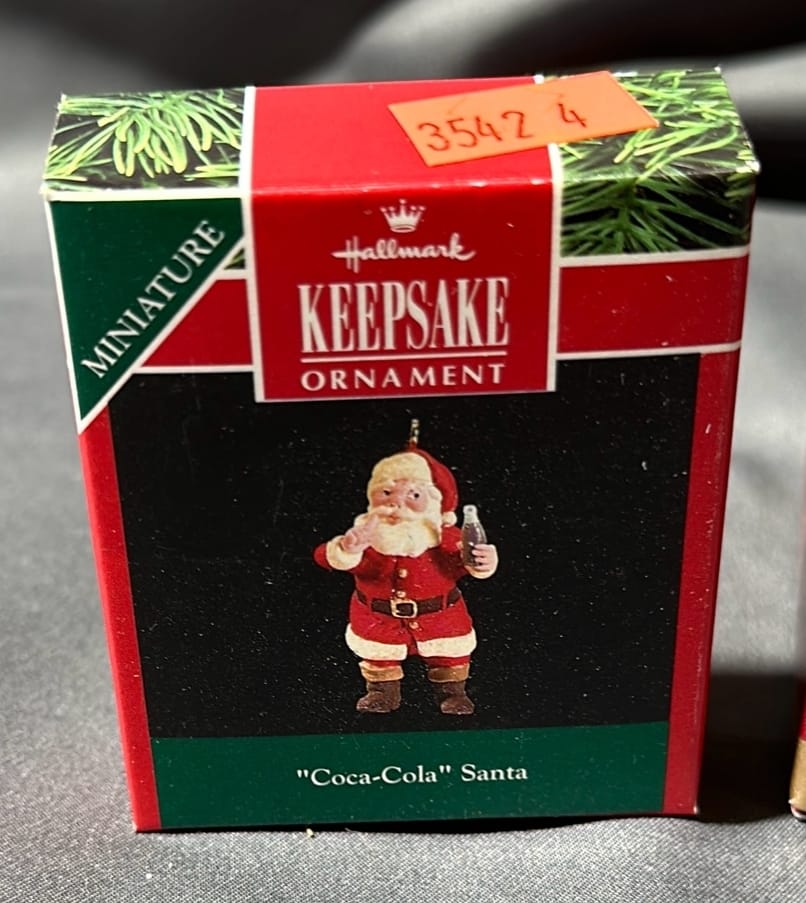 3542 4
MINIATURE
Hallmark
KEEPSAKE
ORNAMENT
"Coca-Cola" Santa